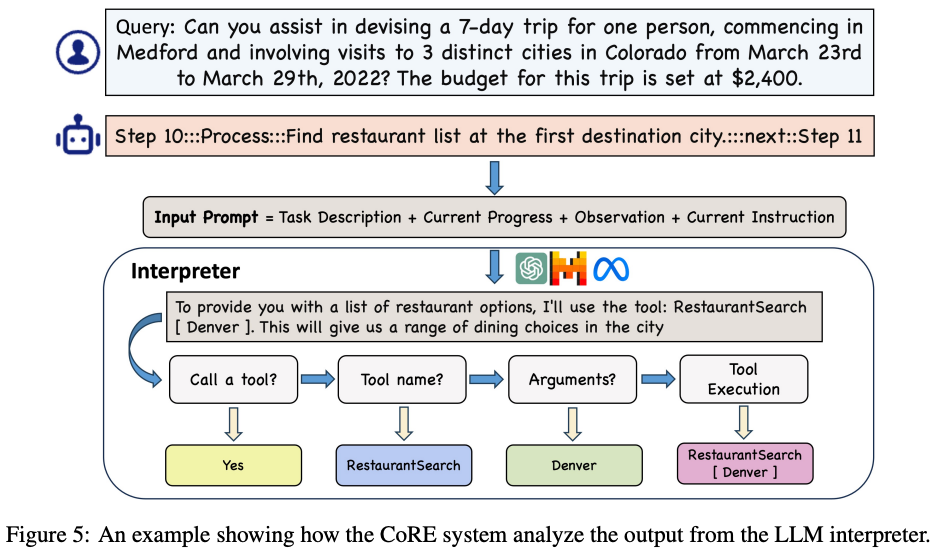 Query: Can you assist in devising a 7-day trip for one person, commencing in
Medford and involving visits to 3 distinct cities in Colorado from March 23rd
to March 29th, 2022? The budget for this trip is set at $2,400.
Step 10:::Process:::Find restaurant list at the first destination city.:::next::Step 11
Input Prompt = Task Description + Current Progress + Observation + Current Instruction
Interpreter
To provide you with a list of restaurant options, I'll use the tool: RestaurantSearch
[ Denver ]. This will give us a range of dining choices in the city
Call a tool?
Tool name?
Arguments?
Tool
Execution
Yes
RestaurantSearch
Denver
RestaurantSearch
[ Denver ]
Figure 5: An example showing how the CoRE system analyze the output from the LLM interpreter.